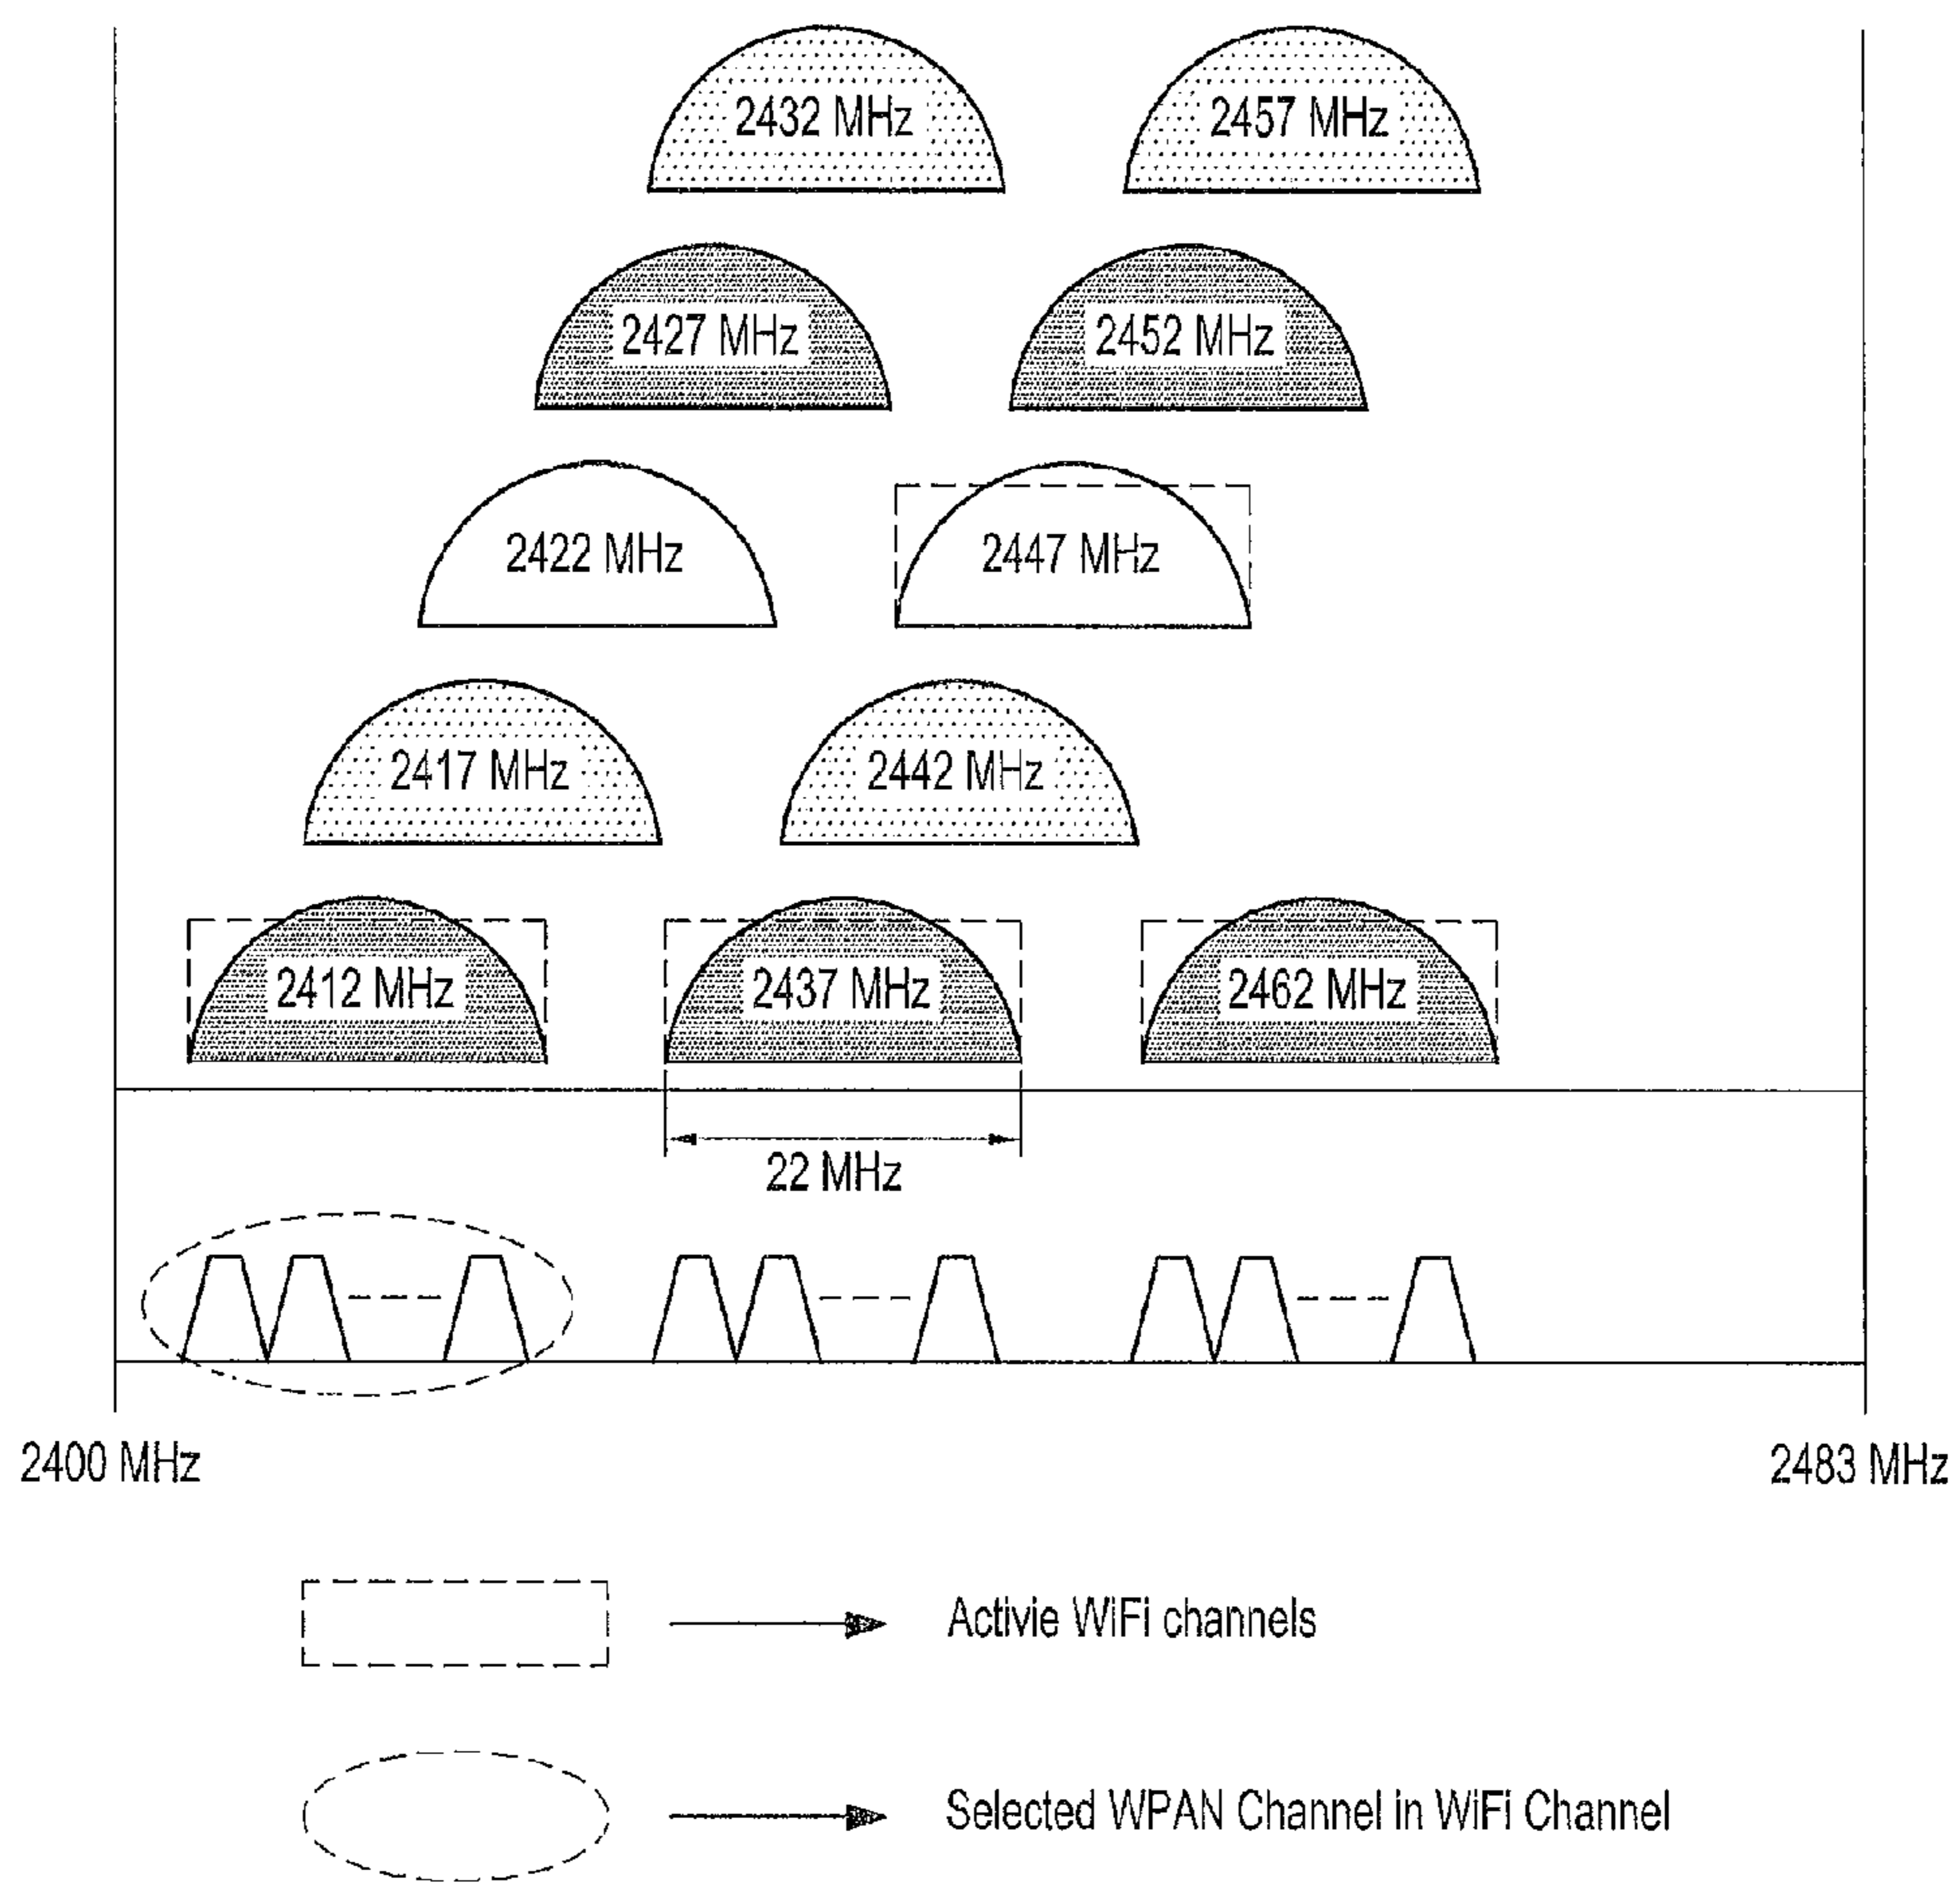 2432 MHz
2457 MHz
2427 MHz
2452 MHz
2422 MHz
2447 MHz
2417 MHz
2442 MHz
2412 MHz
2437 MHz
2462 MHz
22 MHz
2400 MHz
2483 MHz
Activie WiFi channels
Selected WPAN Channel in WiFi Channel